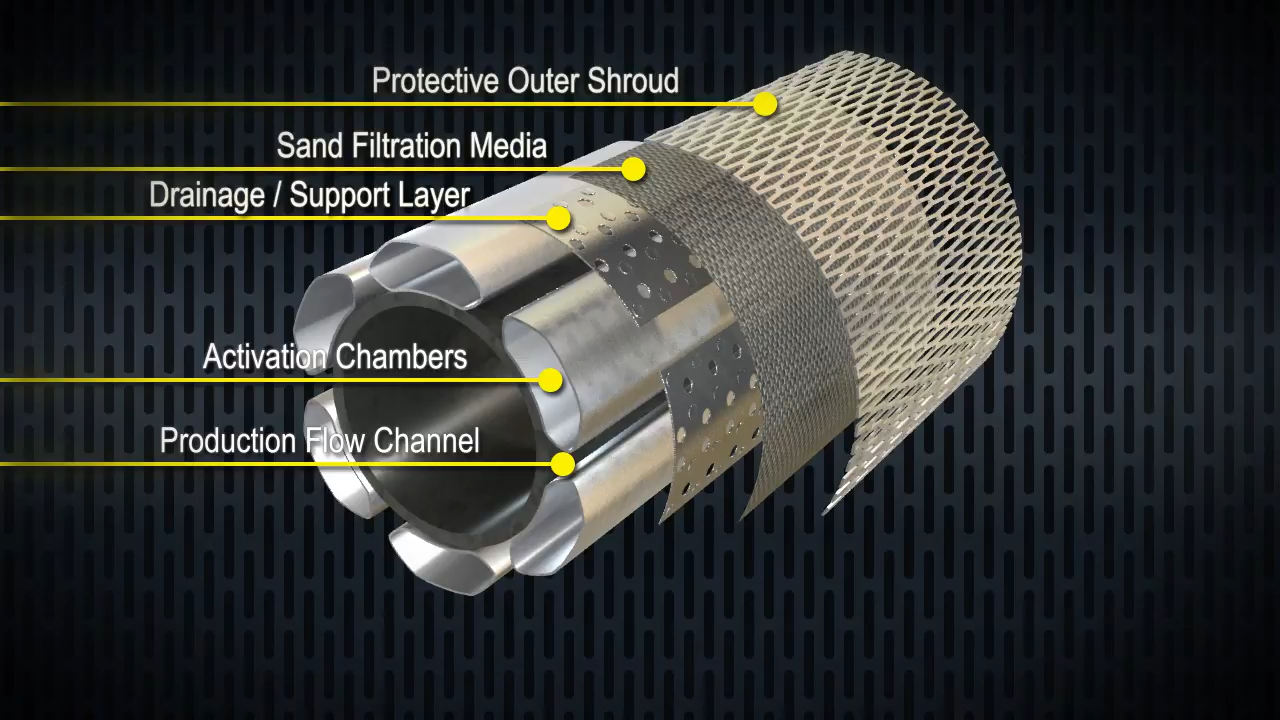 Protective Outer Shroud
Sand Filtration Media
Drainage / Support Layer
Activation Chambers
Production Flow Channel